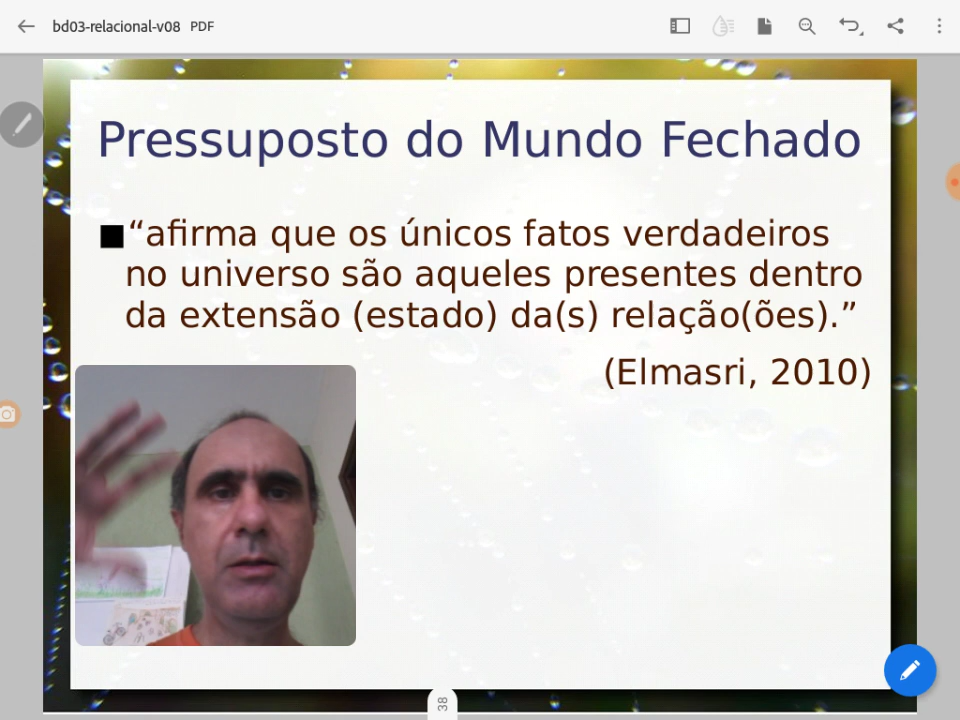 bd03-relacional-v08 PDF
Pressuposto do Mundo Fechado
“afirma que os únicos fatos verdadeiros
no universo são aqueles presentes dentro
da extensão (estado) da(s) relação(ões).”
(Elmasri, 2010)
38